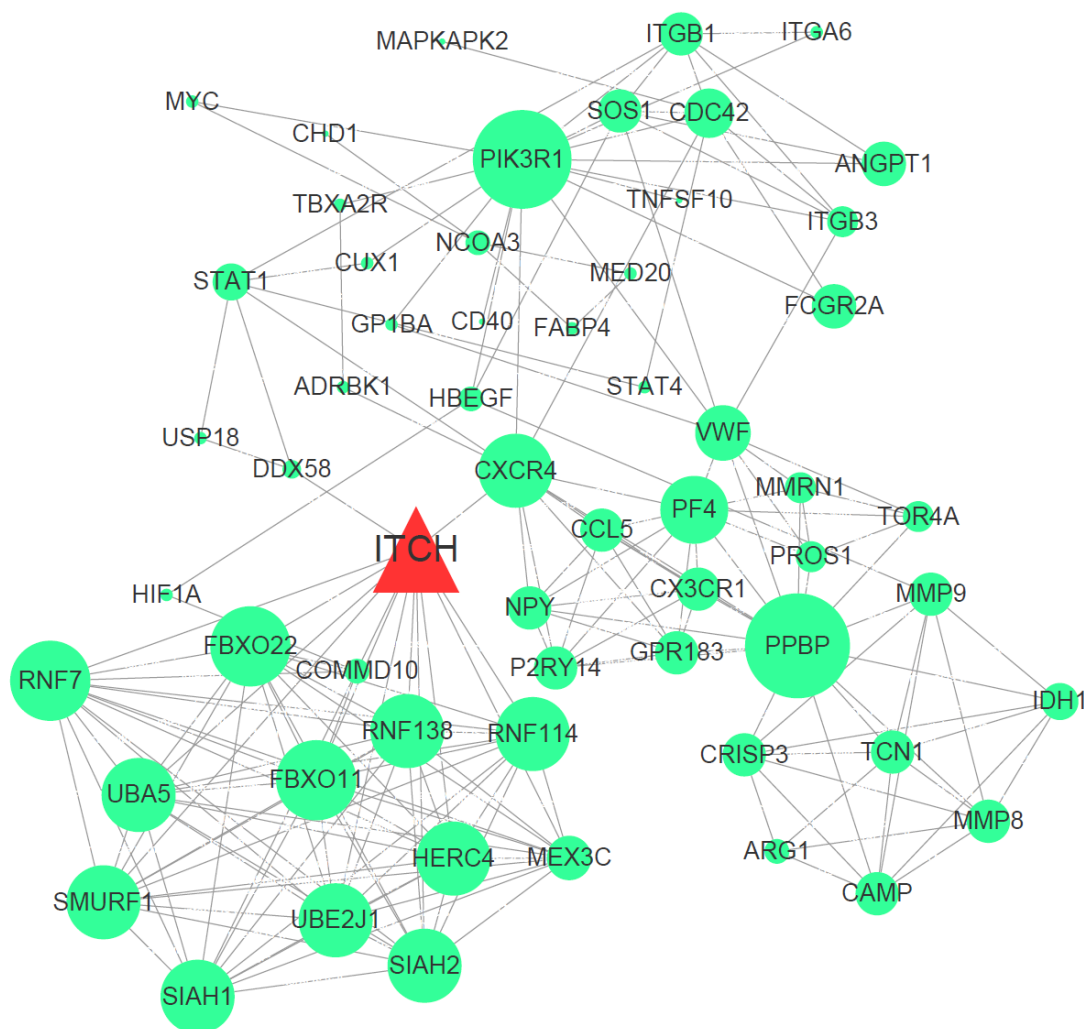 ITGB1
ITGA6
MAPKAPK2
MYC
SOS1
CDC42
CHD1
PIK3R1
ANGPT1
TBXA2R
TNFSF10
ITGB3
NCOA3
CUX1
MED20
STAT1
FCGR2A
GP1BA
CD40
FABP4
ADRBK1
HBEGF
STAT4
USP18
VWF
DDX58
CXCR4
MMRN1
PF4
TOR4A
CCL5
ITCH
PROS1
HIF1A
CX3CR1
MMP9
NPY
FBXO22
PPBP
RNF7
COMMD10
P2RY14
GPR183
IDH1
RNF138
RNF114
CRISP3
TCN1
FBXO11
UBA5
MMP8
ARG1
HERC4
MEX3C
CAMP
SMURF1
UBE2J1
SIAH2
SIAH1